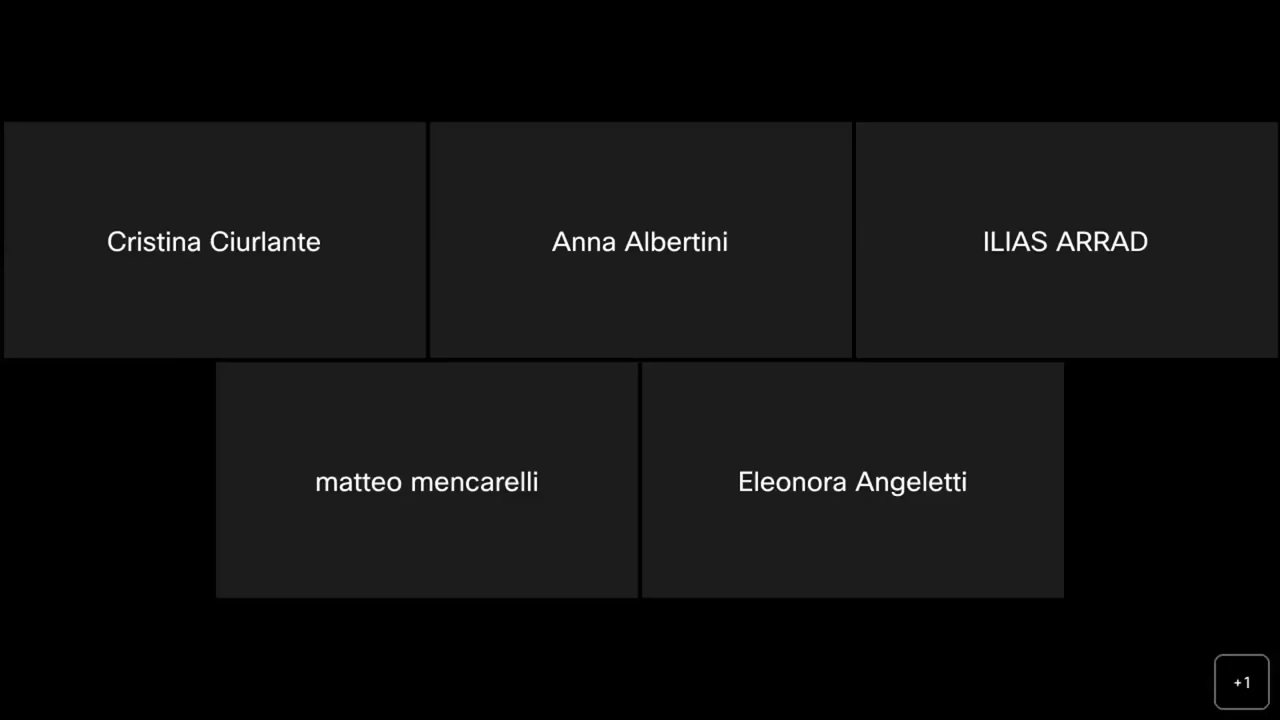 Cristina Ciurlante
Anna Albertini
ILIAS ARRAD
matteo mencarelli
Eleonora Angeletti
+1